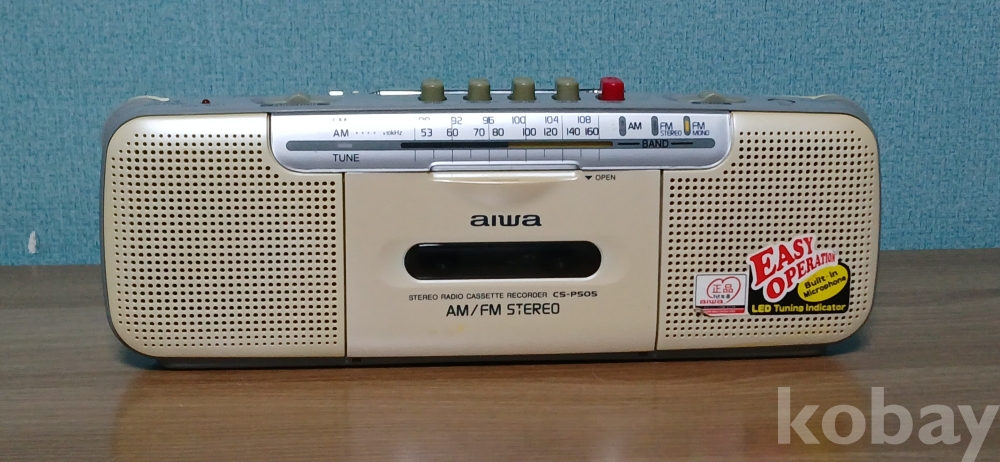 92 96 100 104 108
AM ···· ×10kHz 53 60 70 80 100 120 140 160
TUNE
AM FM STEREO FM MONO
BAND
▼ OPEN
aiwa
STEREO RADIO CASSETTE RECORDER CS-P505
AM/FM STEREO
EASY
OPERATION
Built-in
Microphone
LED Tuning Indicator
正品
aiwa
kobay